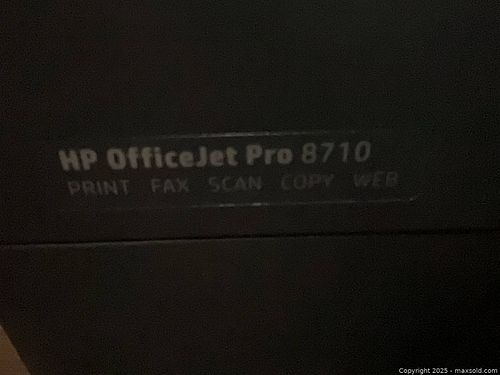 HP OfficeJet Pro 8710
PRINT FAX SCAN COPY WEB
Copyright 2025 - maxsold.com